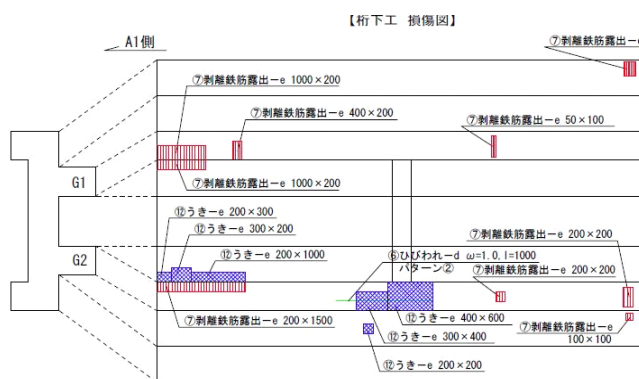 【桁下工 損傷図】
A1側
⑦剥離鉄筋露出ーe
⑦剥離鉄筋露出ーe 1000×200
⑦剥離鉄筋露出ーe 400×200
⑦剥離鉄筋露出ーe 50×100
G1
⑦剥離鉄筋露出ーe 1000×200
⑫うきーe 200×300
⑫うきーe 300×200
⑦剥離鉄筋露出ーe 200×200
G2
⑫うきーe 200×1000
⑥ひびわれーd ω=1.0, l=1000
パターン②
⑦剥離鉄筋露出ーe 200×200
⑦剥離鉄筋露出ーe 200×1500
⑫うきーe 400×600
⑦剥離鉄筋露出ーe
100×100
⑫うきーe 300×400
⑫うきーe 200×200